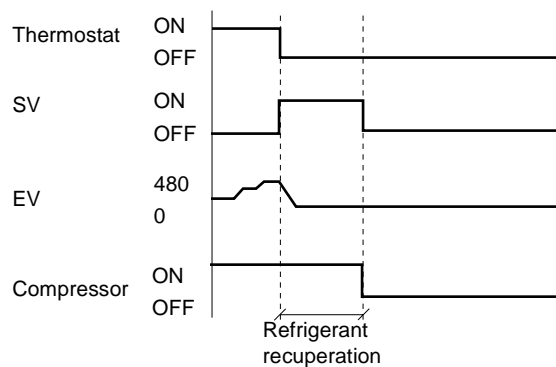 Thermostat ON
OFF
SV ON
OFF
EV 480
0
Compressor ON
OFF
Refrigerant
recuperation